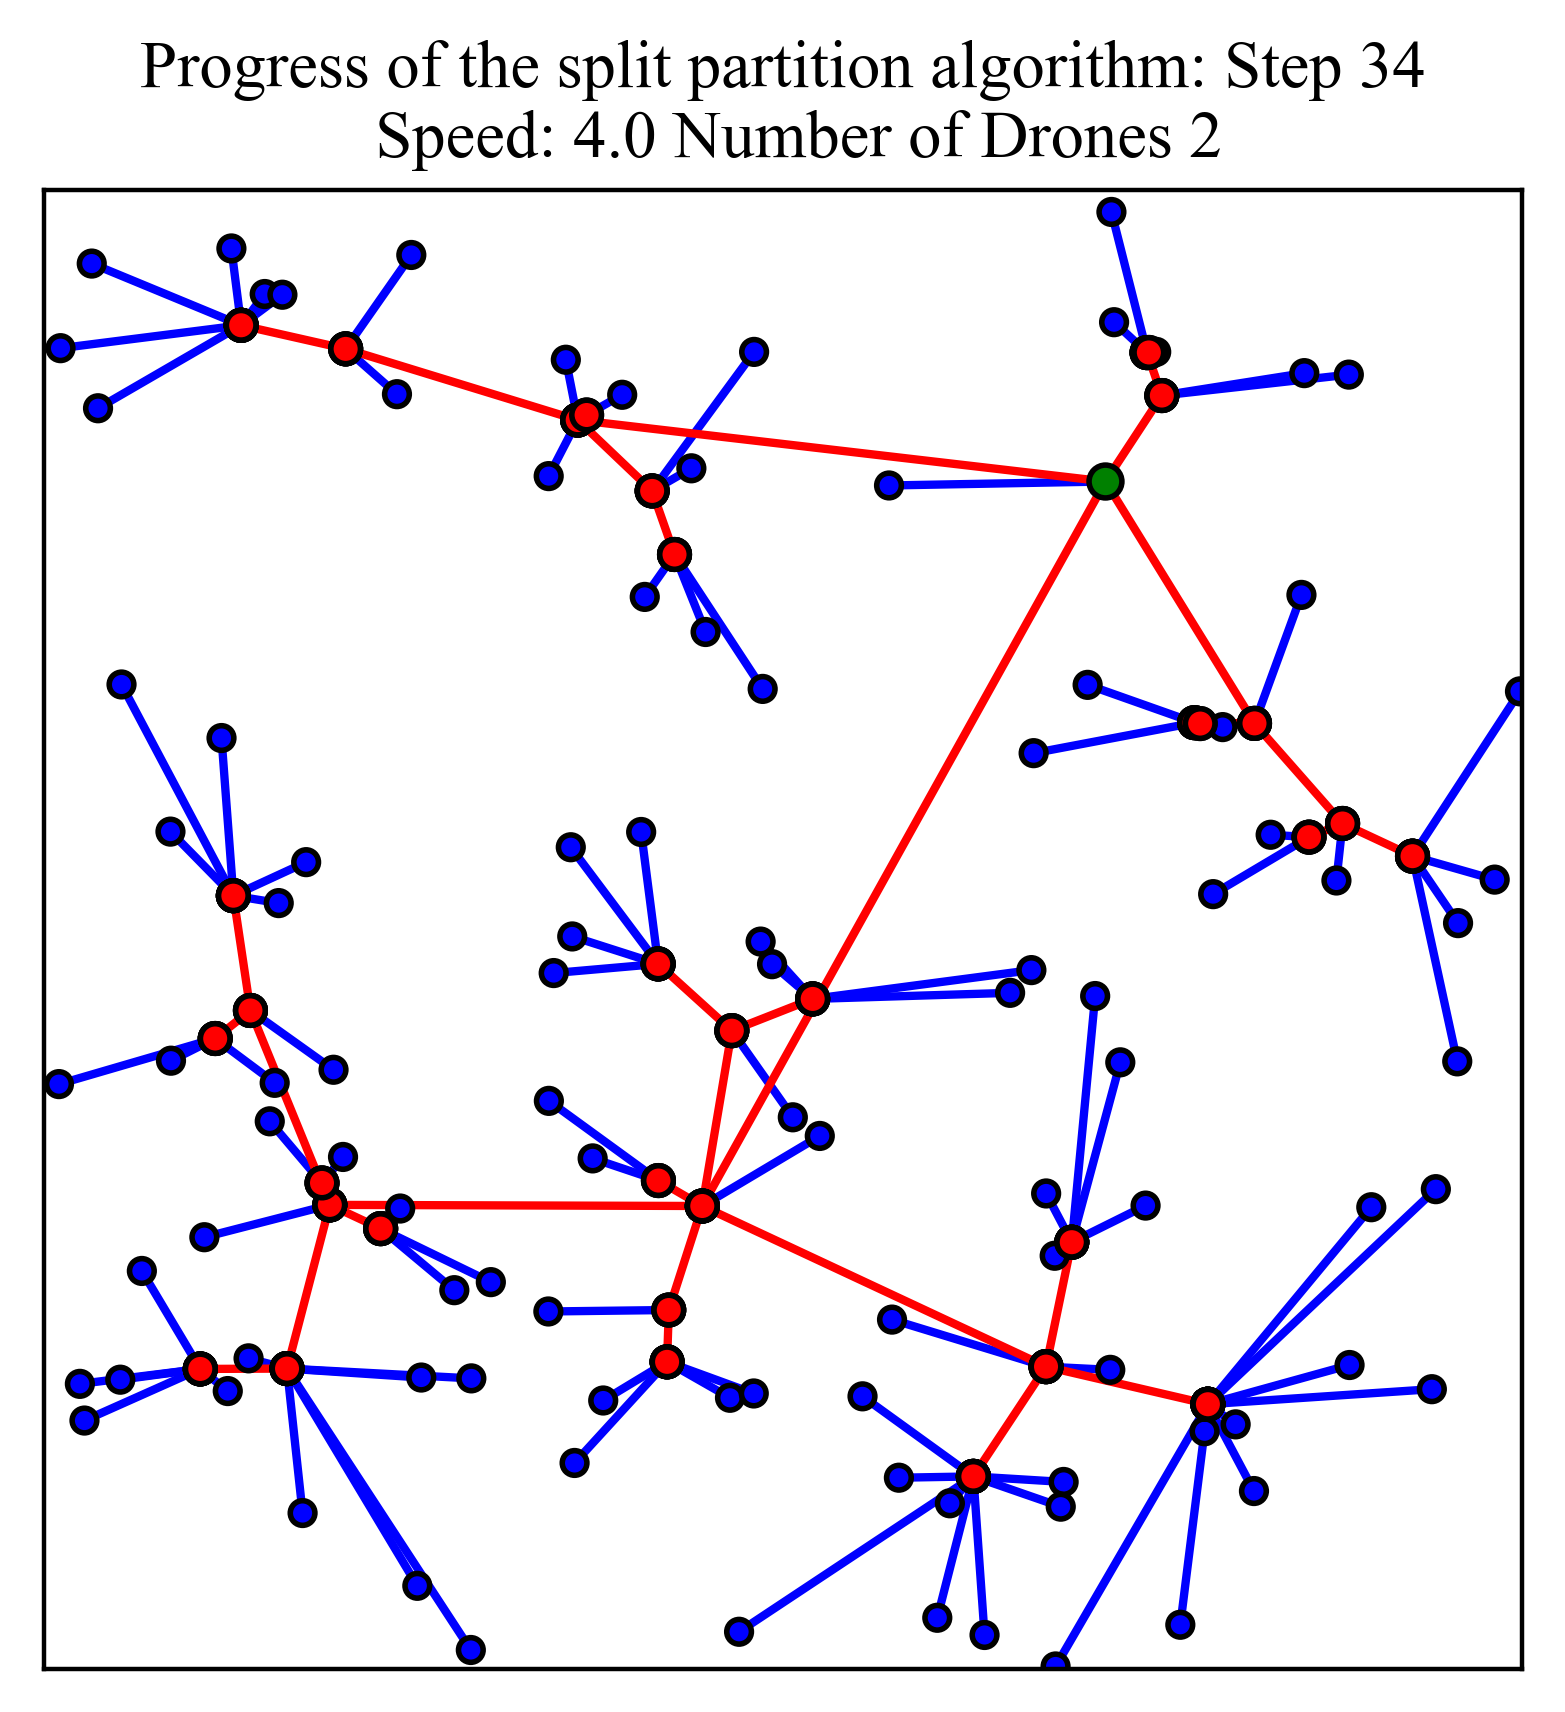 Progress of the split partition algorithm: Step 34
Speed: 4.0 Number of Drones 2